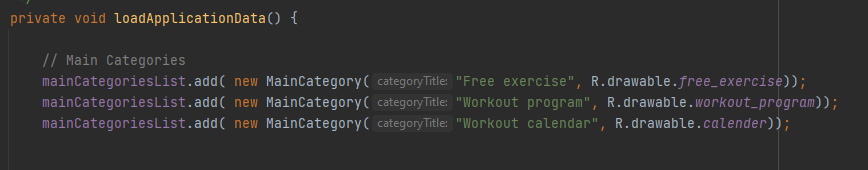 private void loadApplicationData() {
// Main Categories
mainCategoriesList.add( new MainCategory( categoryTitle: "Free exercise", R.drawable.free_exercise));
mainCategoriesList.add( new MainCategory( categoryTitle: "Workout program", R.drawable.workout_program));
mainCategoriesList.add( new MainCategory( categoryTitle: "Workout calendar", R.drawable.calender));